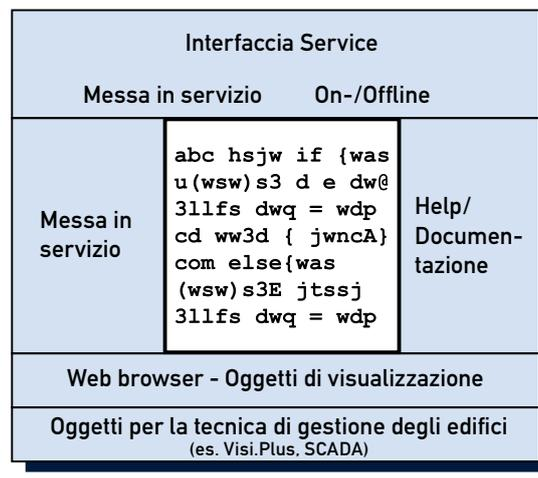 Interfaccia Service
Messa in servizio On-/Offline
Messa in
servizio
abc hsjw if {was
u(wsw)s3 d e dw@
3llfs dwq = wdp
cd ww3d { jwncA}
com else{was
(wsw)s3E jtssj
3llfs dwq = wdp
Help/
Documen-
tazione
Web browser - Oggetti di visualizzazione
Oggetti per la tecnica di gestione degli edifici
(es. Visi.Plus, SCADA)